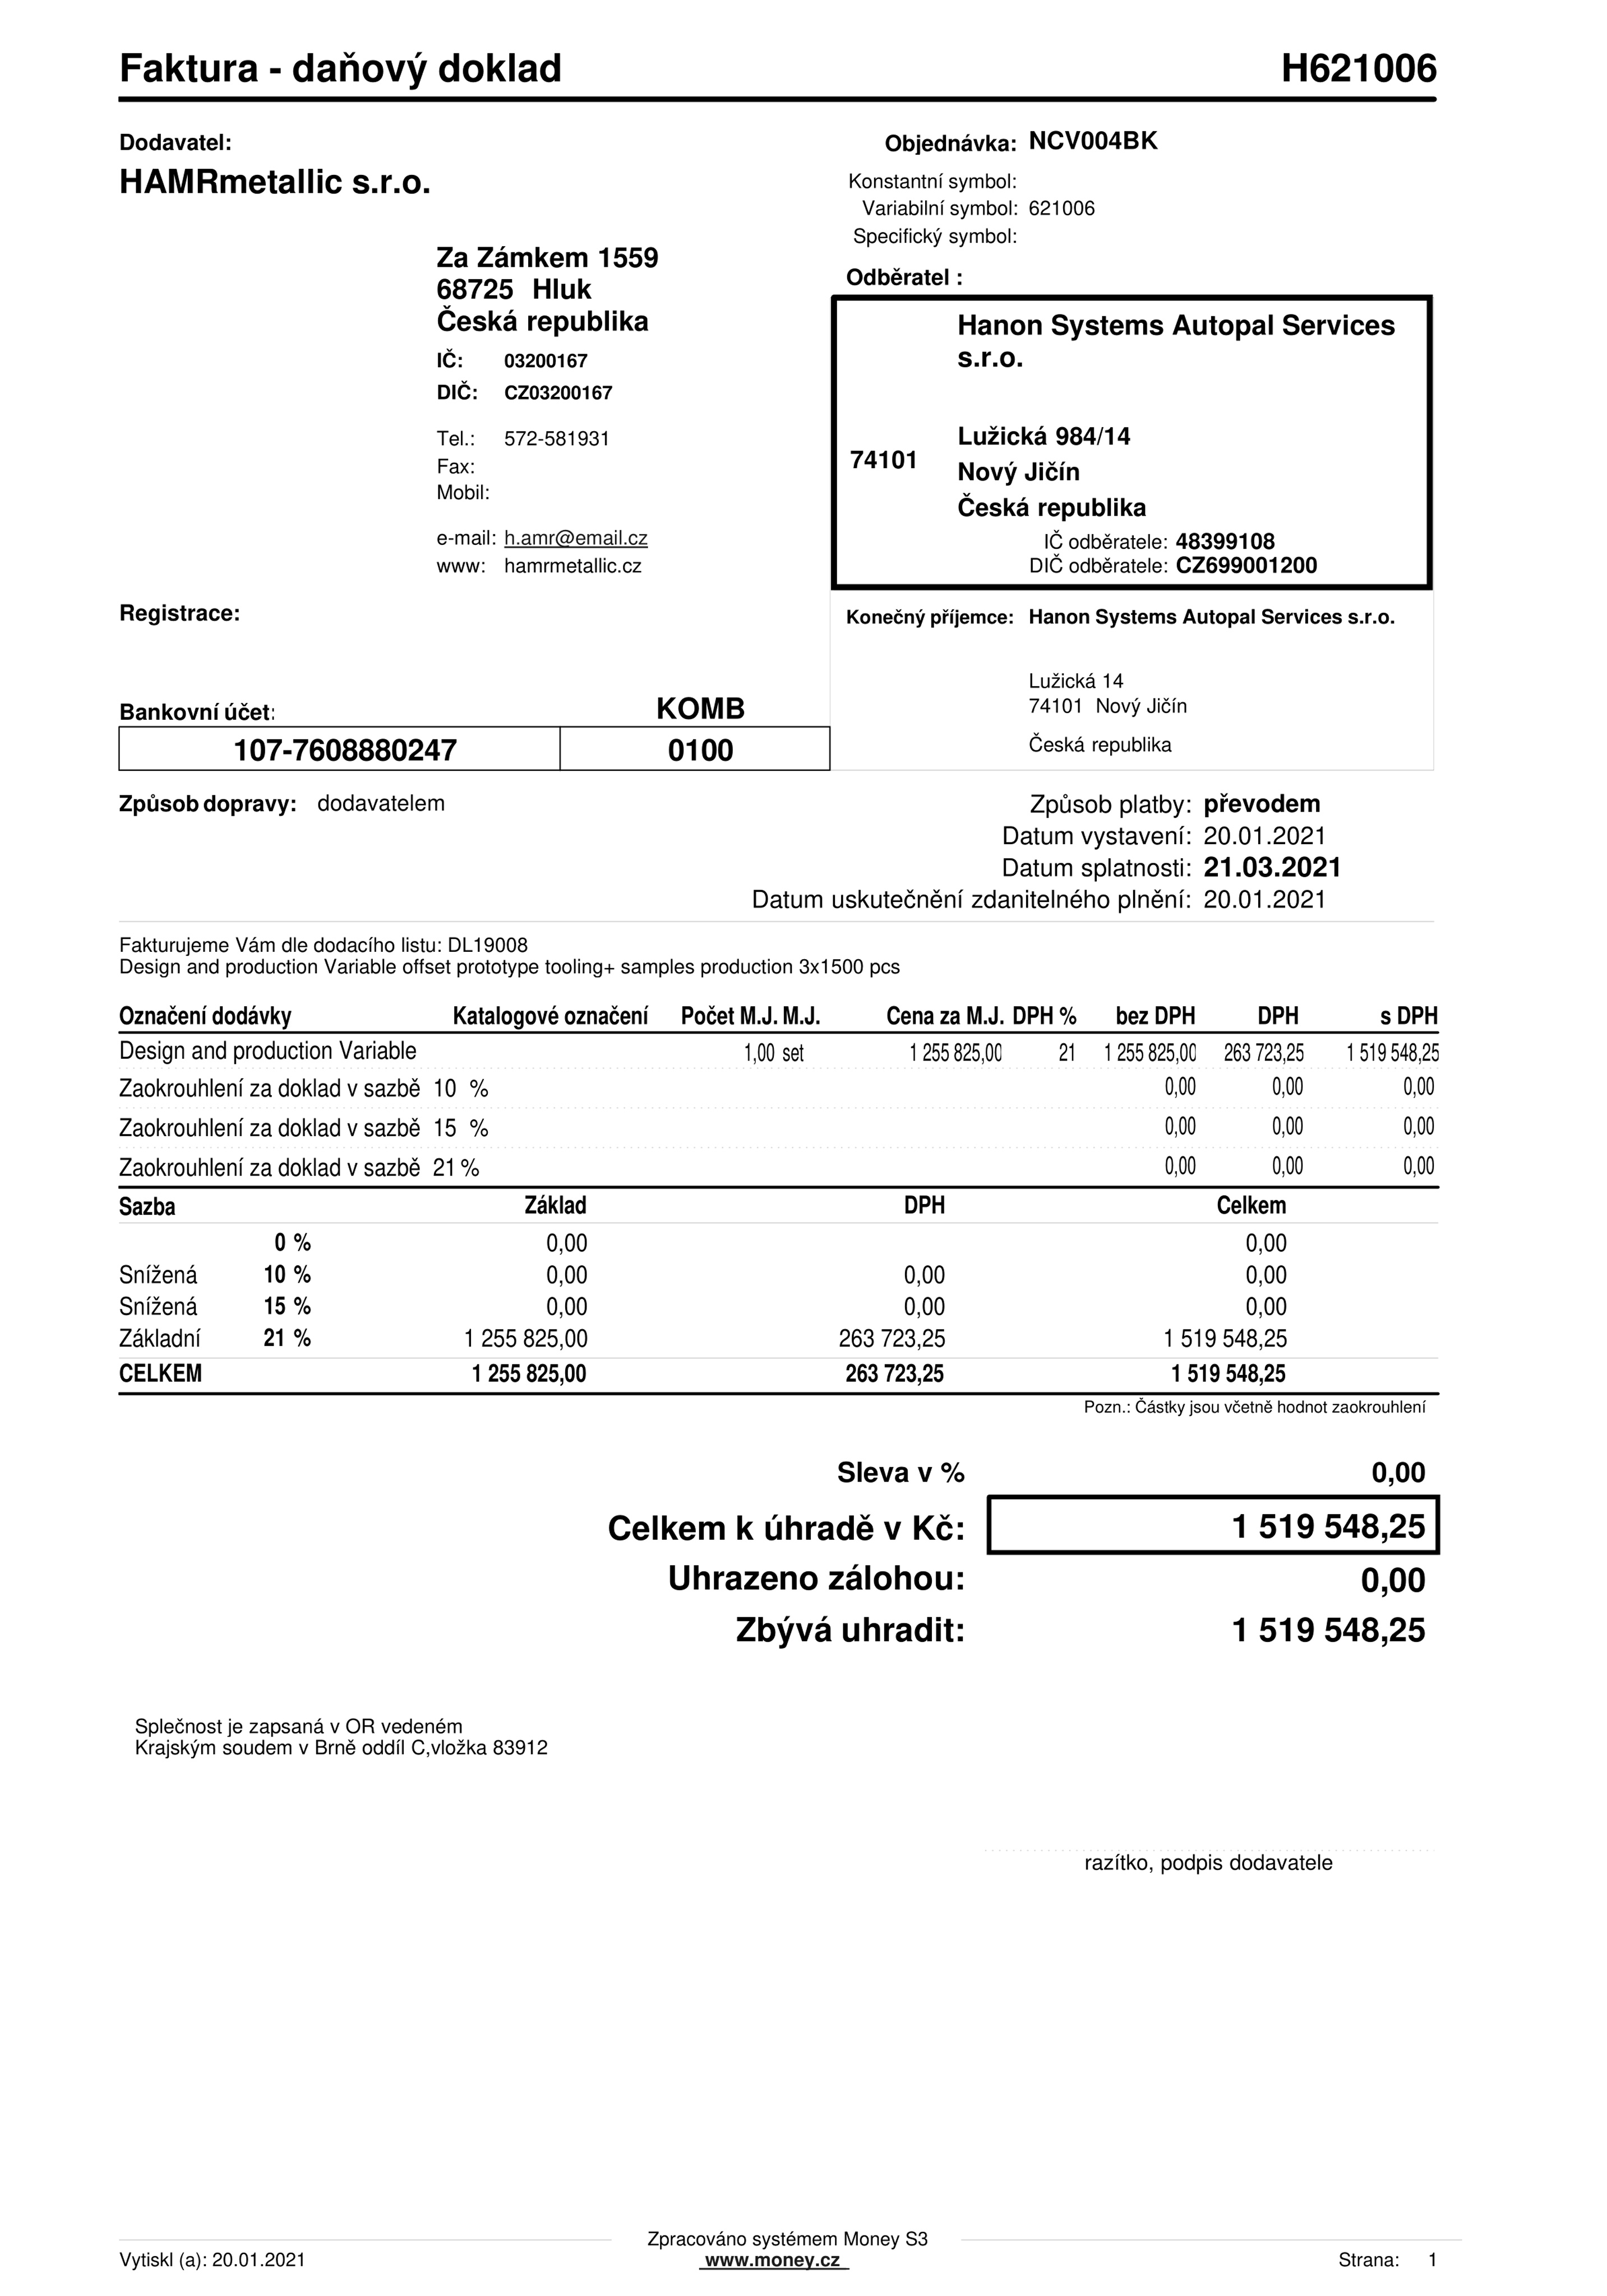 Faktura - daňový doklad H621006
Dodavatel:
HAMRmetallic s.r.o.
Objednávka: NCV004BK
Konstantní symbol:
Variabilní symbol: 621006
Specifický symbol:
Za Zámkem 1559
68725 Hluk
Česká republika
IČ: 03200167
DIČ: CZ03200167
Tel.: 572-581931
Fax:
Mobil:
e-mail: h.amr@email.cz
www: hamrmetallic.cz
Odběratel :
Hanon Systems Autopal Services
s.r.o.
Lužická 984/14
74101
Nový Jičín
Česká republika
IČ odběratele: 48399108
DIČ odběratele: CZ699001200
Registrace:
Konečný příjemce: Hanon Systems Autopal Services s.r.o.
Lužická 14
74101 Nový Jičín
Česká republika
Bankovní účet: KOMB
107-7608880247 0100
Způsob dopravy: dodavatelem
Způsob platby: převodem
Datum vystavení: 20.01.2021
Datum splatnosti: 21.03.2021
Datum uskutečnění zdanitelného plnění: 20.01.2021
Fakturujeme Vám dle dodacího listu: DL19008
Design and production Variable offset prototype tooling+ samples production 3x1500 pcs
Označení dodávky Katalogové označení Počet M.J. M.J. Cena za M.J. DPH % bez DPH DPH s DPH
Design and production Variable 1,00 set 1 255 825,00 21 1 255 825,00 263 723,25 1 519 548,25
Zaokrouhlení za doklad v sazbě 10 % 0,00 0,00 0,00
Zaokrouhlení za doklad v sazbě 15 % 0,00 0,00 0,00
Zaokrouhlení za doklad v sazbě 21 % 0,00 0,00 0,00
Sazba Základ DPH Celkem
0 % 0,00 0,00
Snížená 10 % 0,00 0,00 0,00
Snížená 15 % 0,00 0,00 0,00
Základní 21 % 1 255 825,00 263 723,25 1 519 548,25
CELKEM 1 255 825,00 263 723,25 1 519 548,25
Pozn.: Částky jsou včetně hodnot zaokrouhlení
Sleva v % 0,00
Celkem k úhradě v Kč: 1 519 548,25
Uhrazeno zálohou: 0,00
Zbývá uhradit: 1 519 548,25
Splečnost je zapsaná v OR vedeném
Krajským soudem v Brně oddíl C,vložka 83912
razítko, podpis dodavatele
Zpracováno systémem Money S3
Vytiskl (a): 20.01.2021 www.money.cz Strana: 1